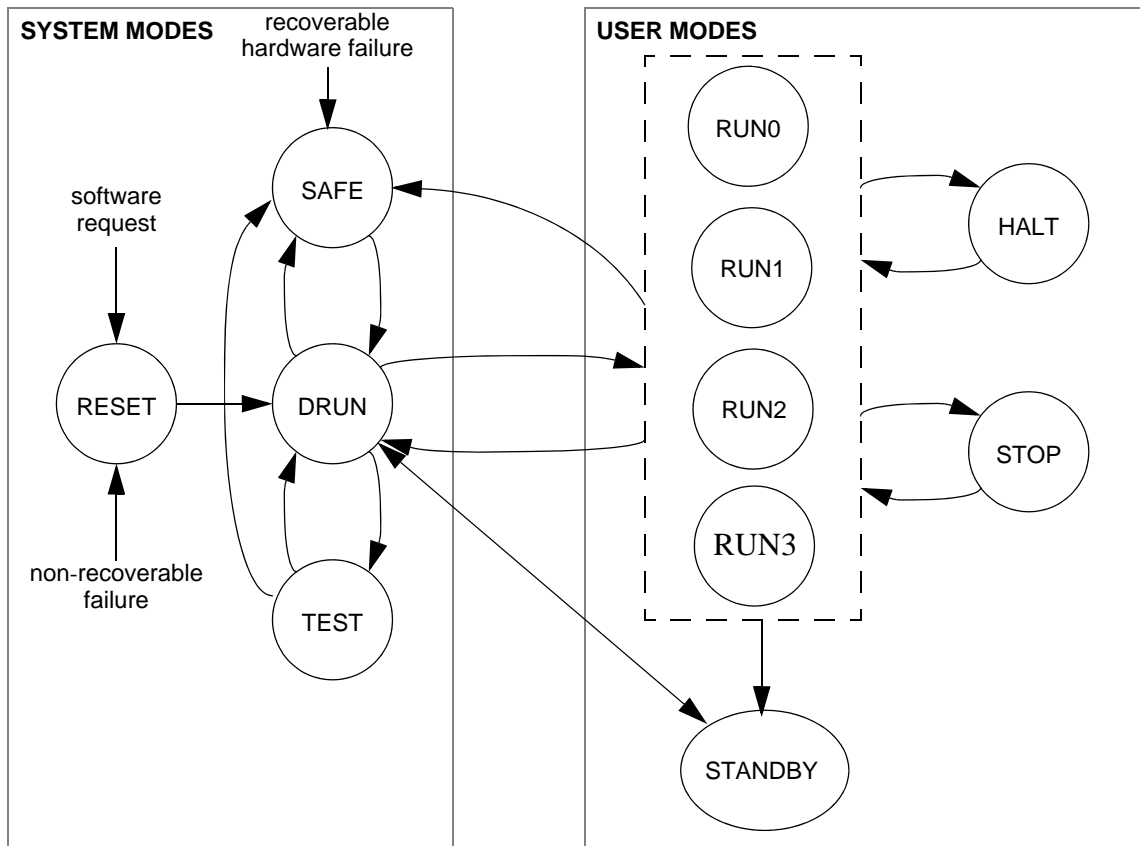 SYSTEM MODES
recoverable
hardware failure
SAFE
software
request
RESET
DRUN
non-recoverable
failure
TEST
USER MODES
RUN0
RUN1
RUN2
RUN3
HALT
STOP
STANDBY